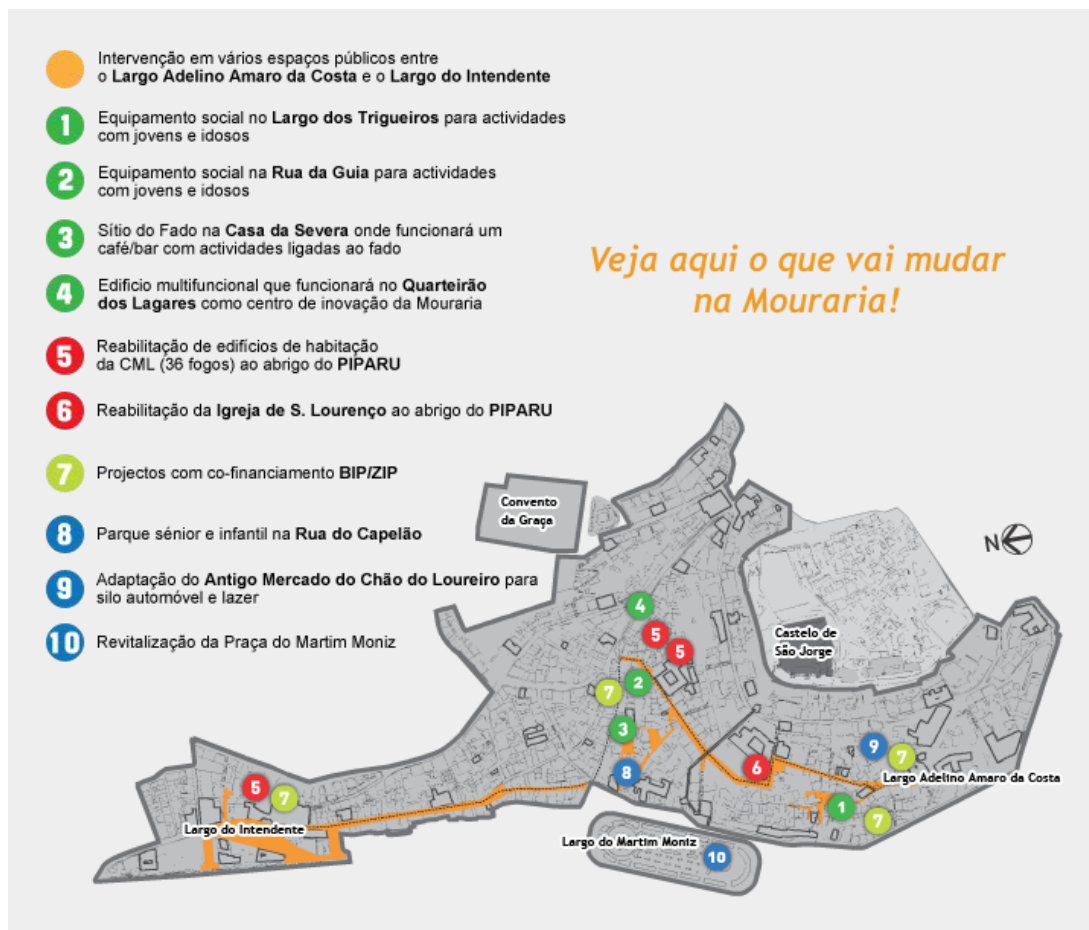 Intervenção em vários espaços públicos entre
o Largo Adelino Amaro da Costa e o Largo do Intendente
1 Equipamento social no Largo dos Trigueiros para actividades
com jovens e idosos
2 Equipamento social na Rua da Guia para actividades
com jovens e idosos
3 Sítio do Fado na Casa da Severa onde funcionará um
café/bar com actividades ligadas ao fado
4 Edificio multifuncional que funcionará no Quarteirão
dos Lagares como centro de inovação da Mouraria
5 Reabilitação de edifícios de habitação
da CML (36 fogos) ao abrigo do PIPARU
6 Reabilitação da Igreja de S. Lourenço ao abrigo do PIPARU
7 Projectos com co-financiamento BIP/ZIP
8 Parque sénior e infantil na Rua do Capelão
9 Adaptação do Antigo Mercado do Chão do Loureiro para
silo automóvel e lazer
10 Revitalização da Praça do Martim Moniz
Veja aqui o que vai mudar
na Mouraria!
Convento
da Graça
N
4
5
5
Castelo de
São Jorge
2
7
3
8
6
9
7
Largo Adelino Amaro da Costa
1
7
5
7
Largo do Intendente
Largo do Martim Moniz
10